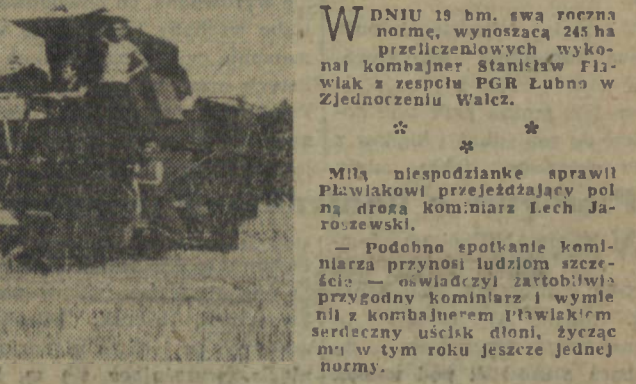 W DNIU 19 bm. swą roczną
normę, wynoszącą 245 ha
przeliczeniowych wyko-
nał kombajner Stanisław Pła-
wiak z zespołu PGR Łubno w
Zjednoczeniu Wałcz.
Miłą niespodziankę sprawił
Pławiakowi przejeżdżający pol
ną drogą kominiarz Lech Ja-
roszewski.
— Podobno spotkanie komi-
niarza przynosi ludziom szczę-
ście — oświadczył żartobliwie
przygodny kominiarz i wymie
nił z kombajnerem Pławiakiem
serdeczny uścisk dłoni, życząc
mu w tym roku jeszcze jednej
normy.